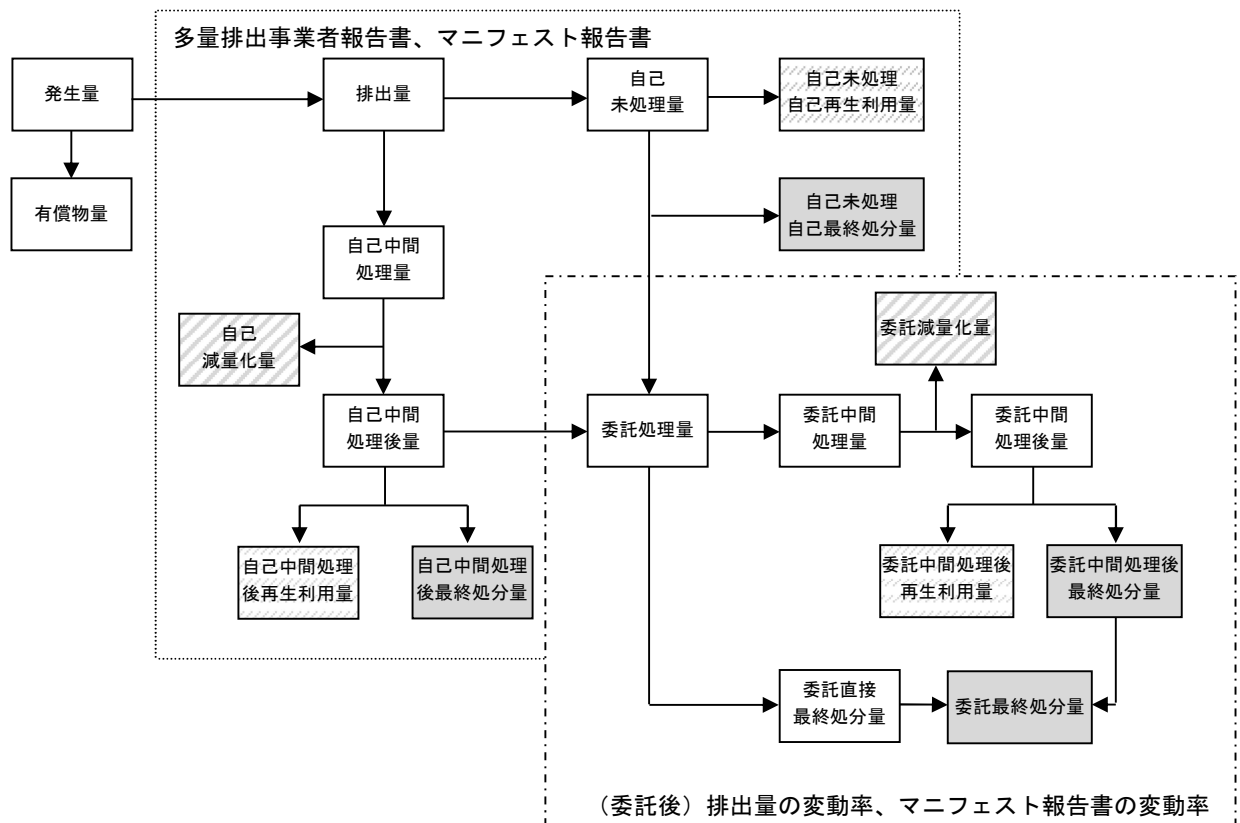 多量排出事業者報告書、マニフェスト報告書
発生量
排出量
自己
未処理量
自己未処理
自己再生利用量
有償物量
自己未処理
自己最終処分量
自己中間
処理量
自己
減量化量
委託減量化量
自己中間
処理後量
委託処理量
委託中間
処理量
委託中間
処理後量
自己中間処理
後再生利用量
自己中間処理
後最終処分量
委託中間処理後
再生利用量
委託中間処理後
最終処分量
委託直接
最終処分量
委託最終処分量
（委託後）排出量の変動率、マニフェスト報告書の変動率